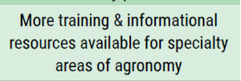 More training & informational
resources available for specialty
areas of agronomy